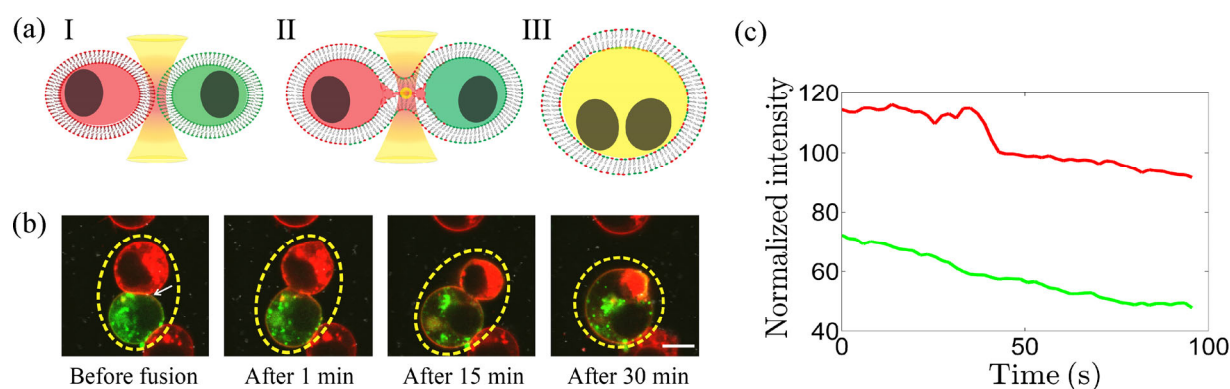 (a) I II III
(b)
Before fusion After 1 min After 15 min After 30 min
(c)
Normalized intensity
120
100
80
60
40
0 50 100
Time (s)